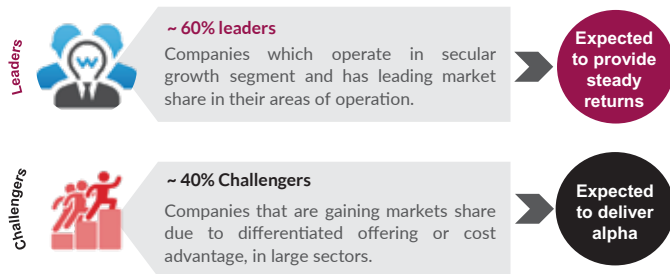 Leaders
~ 60% leaders
Companies which operate in secular
growth segment and has leading market
share in their areas of operation.
Expected
to provide
steady
returns
Challengers
~ 40% Challengers
Companies that are gaining markets share
due to differentiated offering or cost
advantage, in large sectors.
Expected
to deliver
alpha